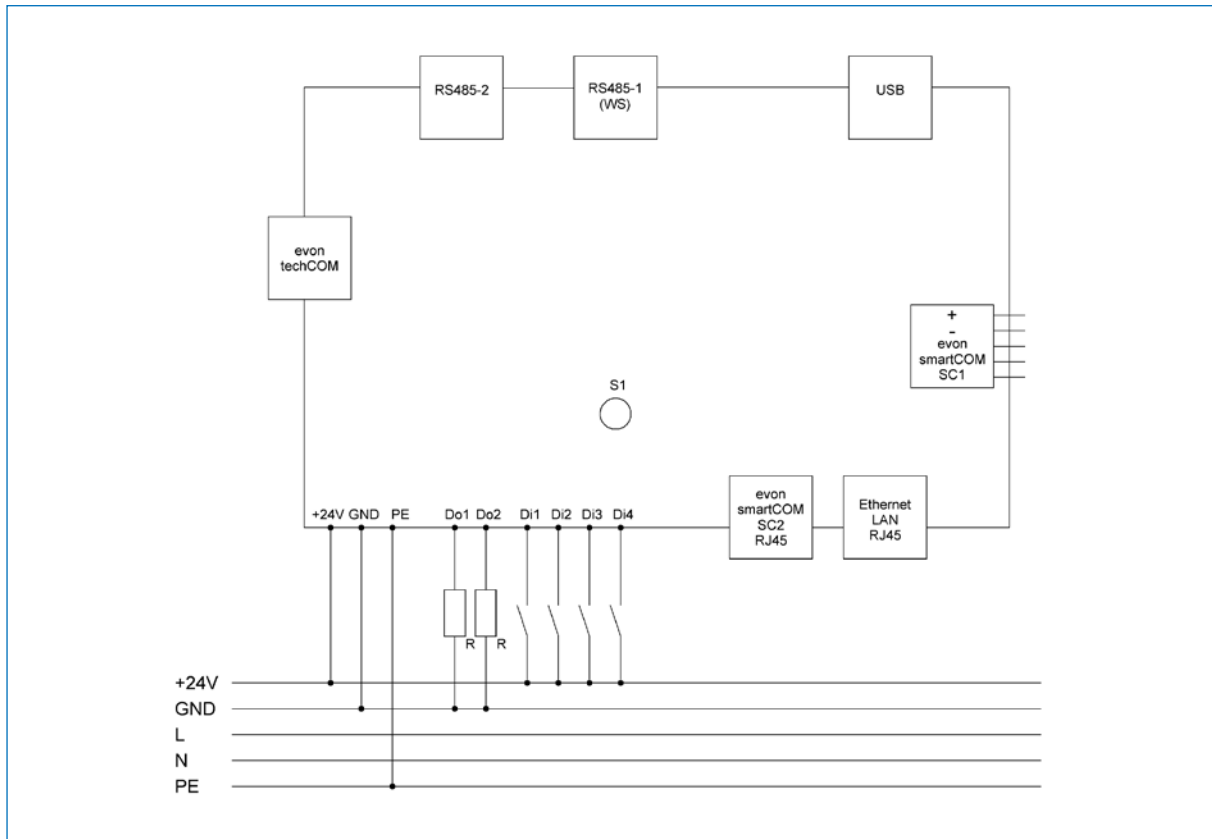 RS485-2
RS485-1
(WS)
USB
evon
techCOM
+
-
evon
smartCOM
SC1
S1
evon
smartCOM
SC2
RJ45
Ethernet
LAN
RJ45
+24V GND PE Do1 Do2 Di1 Di2 Di3 Di4
R R
+24V
GND
L
N
PE